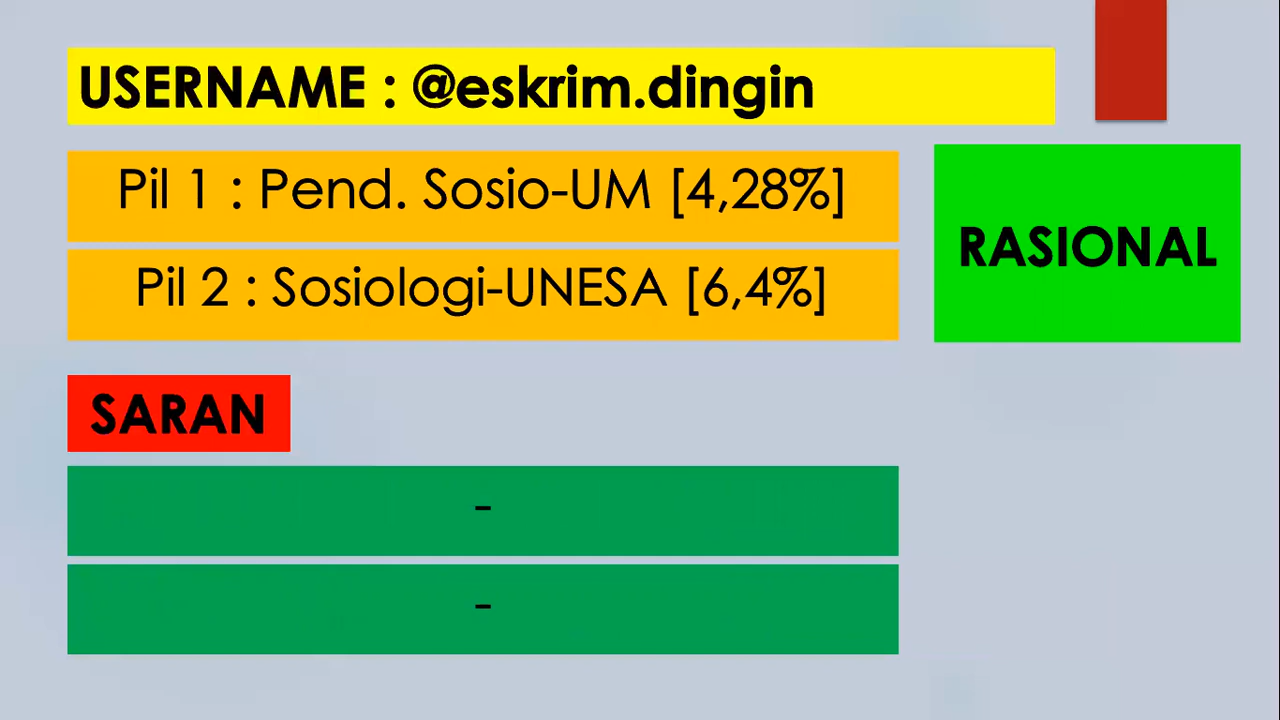 USERNAME : @eskrim.dingin
Pil 1 : Pend. Sosio-UM [4,28%]
Pil 2 : Sosiologi-UNESA [6,4%]
RASIONAL
SARAN
-
-